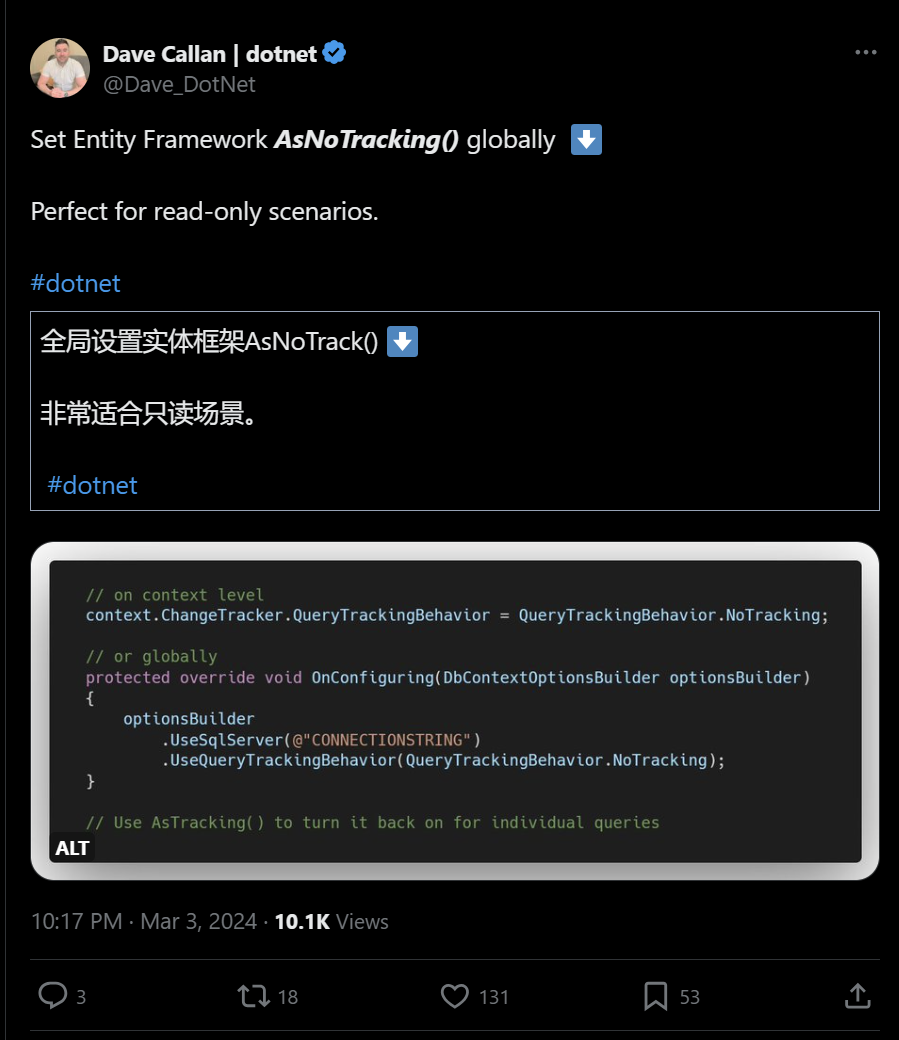 Dave Callan | dotnet
@Dave_DotNet
Set Entity Framework AsNoTracking() globally ⬇️
Perfect for read-only scenarios.
#dotnet
全局设置实体框架AsNoTrack() ⬇️
非常适合只读场景。
#dotnet
// on context level
context.ChangeTracker.QueryTrackingBehavior = QueryTrackingBehavior.NoTracking;
// or globally
protected override void OnConfiguring(DbContextOptionsBuilder optionsBuilder)
{
    optionsBuilder
        .UseSqlServer(@"CONNECTIONSTRING")
        .UseQueryTrackingBehavior(QueryTrackingBehavior.NoTracking);
}
// Use AsTracking() to turn it back on for individual queries
ALT
10:17 PM · Mar 3, 2024 · 10.1K Views
3 18 131 53